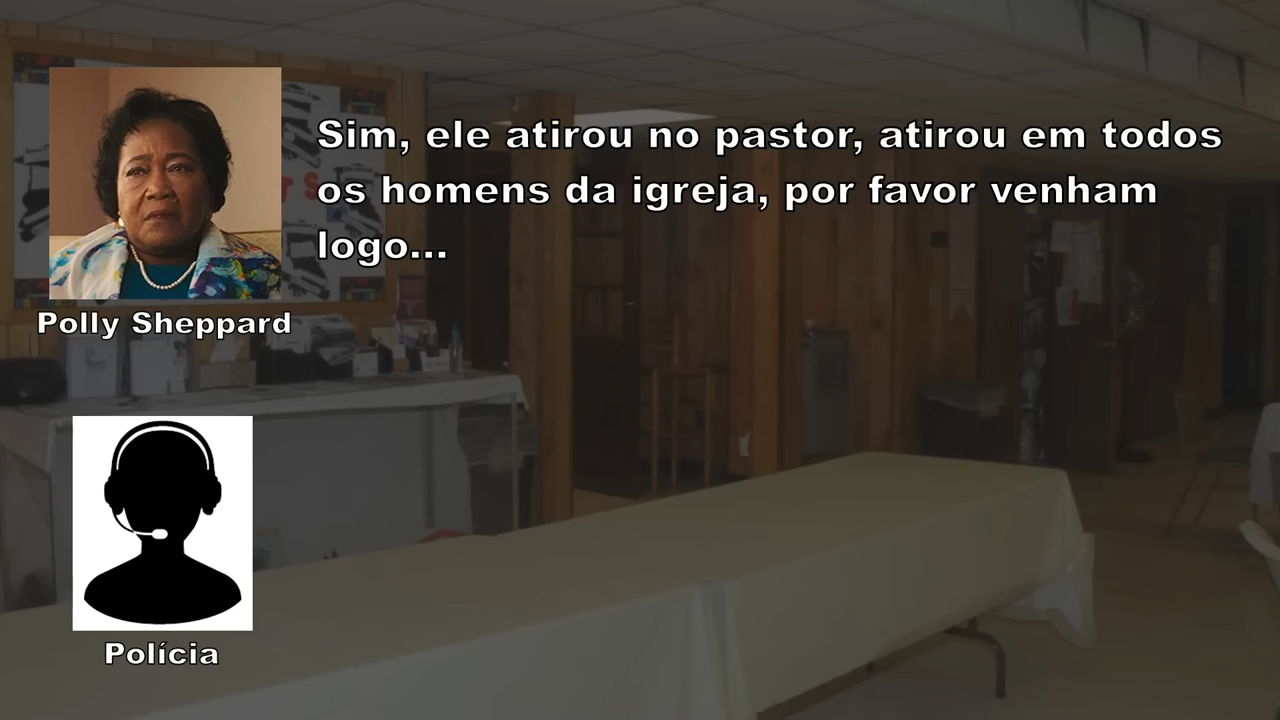 Sim, ele atirou no pastor, atirou em todos
os homens da igreja, por favor venham
logo...
Polly Sheppard
Polícia